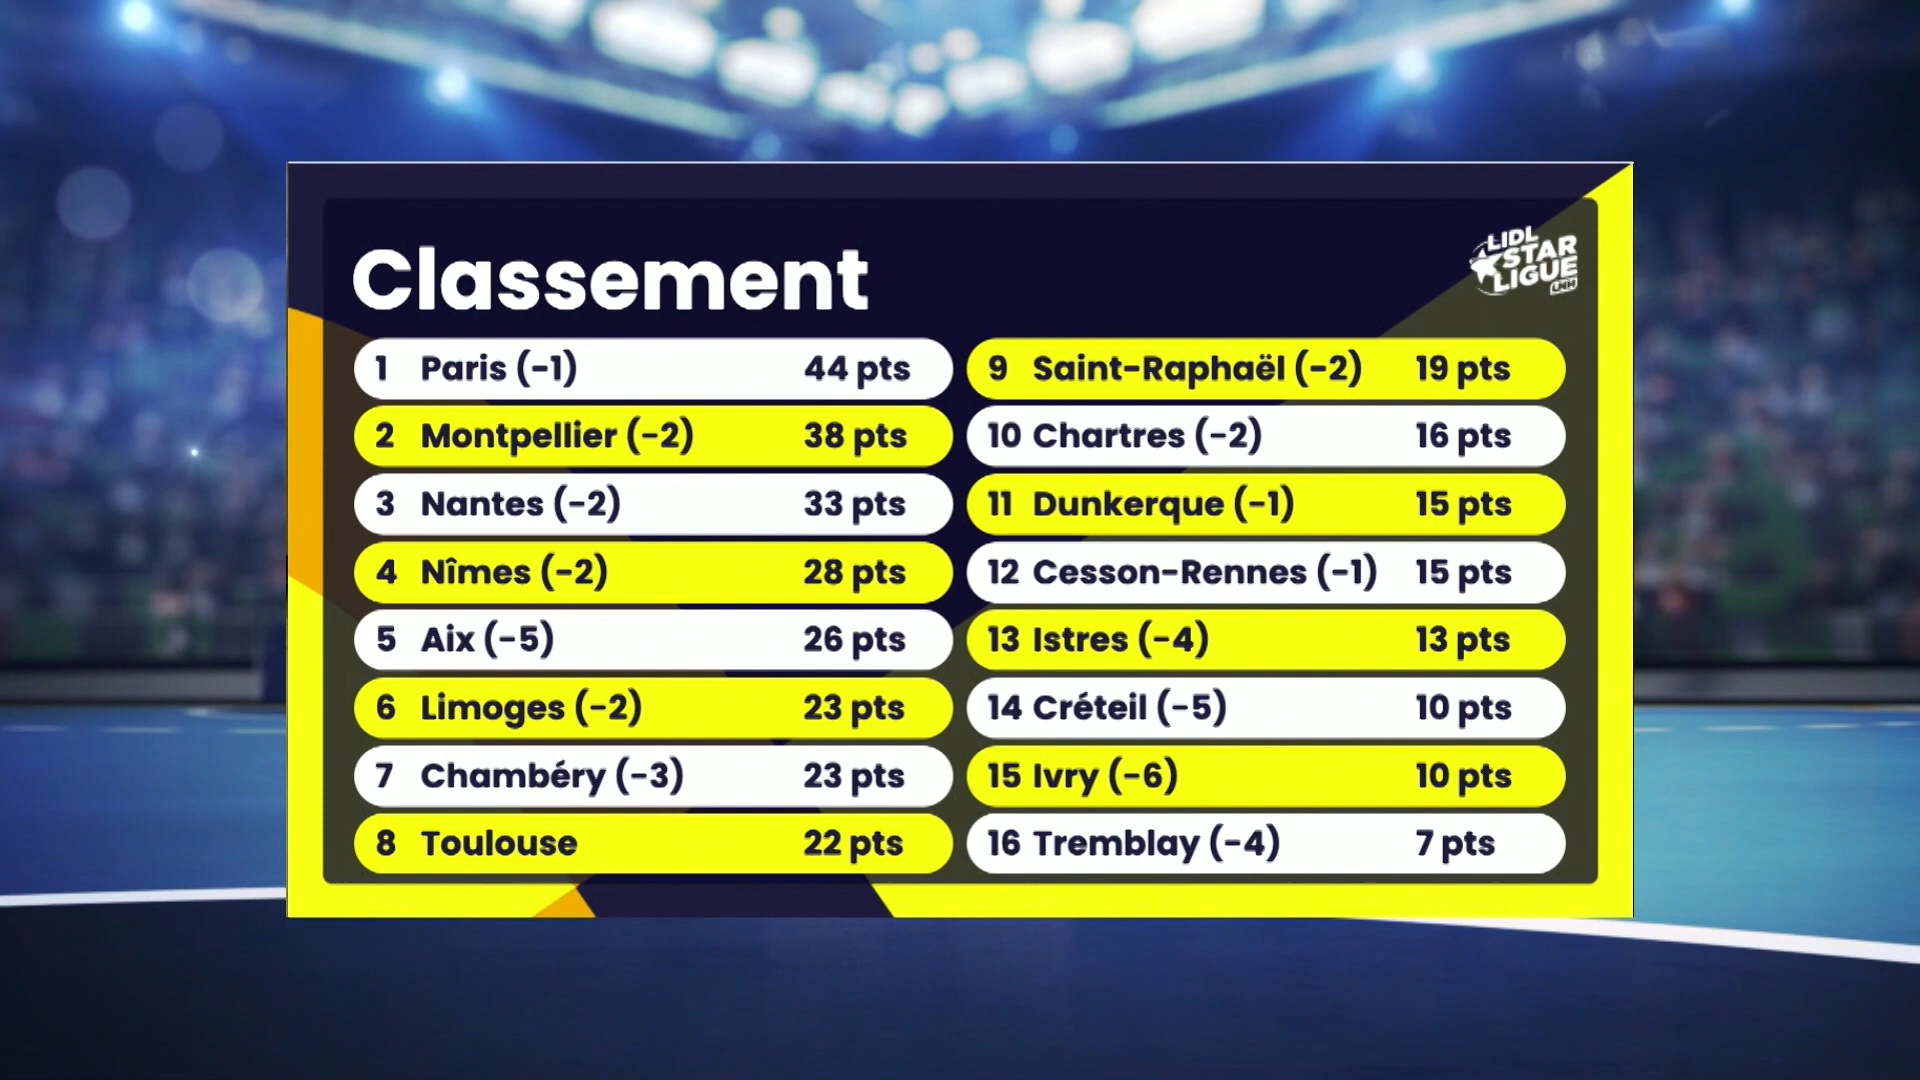 Classement
LIDL
STAR
LIGUE
LNH
1 Paris (-1) 44 pts
2 Montpellier (-2) 38 pts
3 Nantes (-2) 33 pts
4 Nîmes (-2) 28 pts
5 Aix (-5) 26 pts
6 Limoges (-2) 23 pts
7 Chambéry (-3) 23 pts
8 Toulouse 22 pts
9 Saint-Raphaël (-2) 19 pts
10 Chartres (-2) 16 pts
11 Dunkerque (-1) 15 pts
12 Cesson-Rennes (-1) 15 pts
13 Istres (-4) 13 pts
14 Créteil (-5) 10 pts
15 Ivry (-6) 10 pts
16 Tremblay (-4) 7 pts